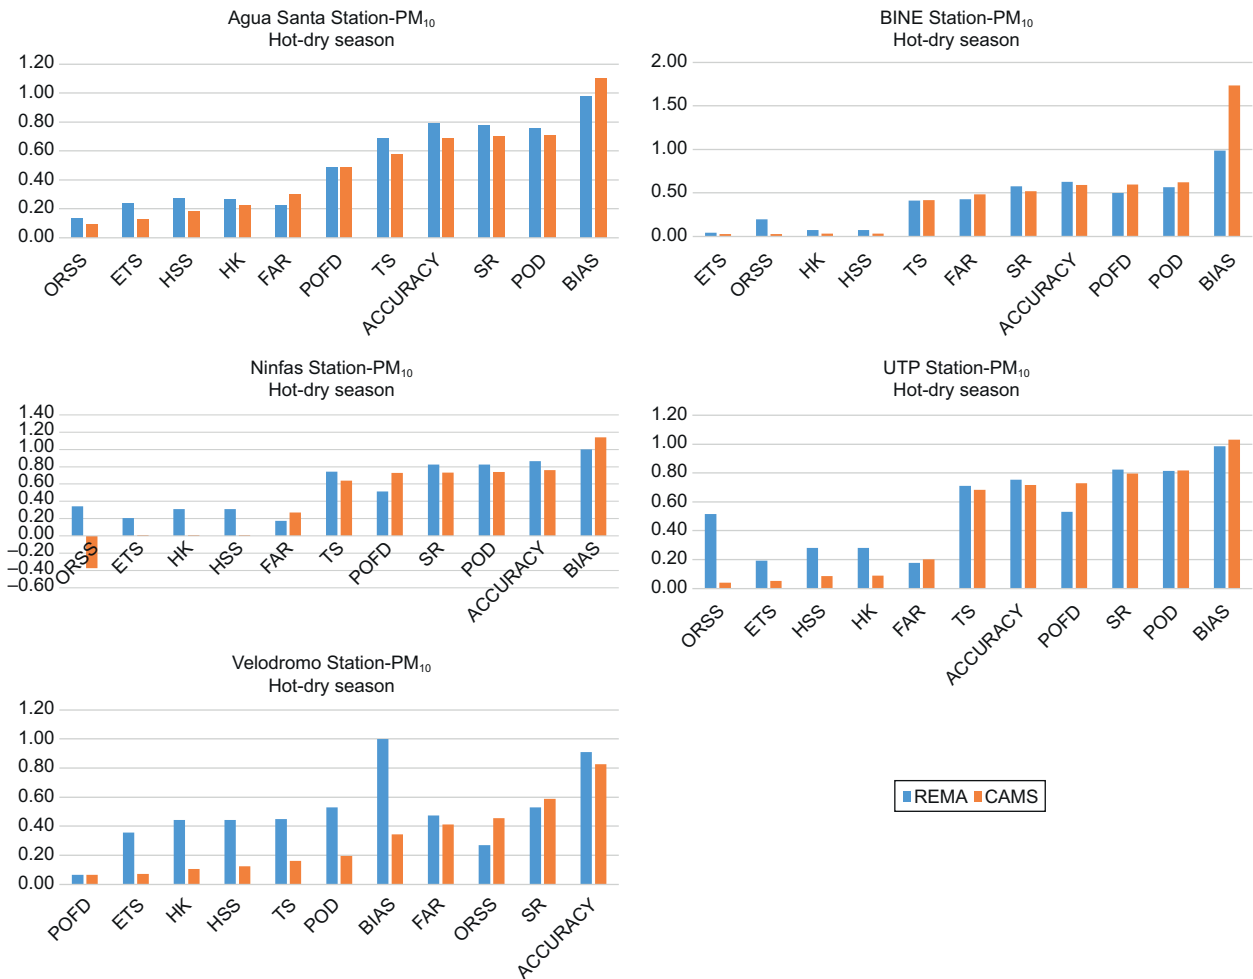 Agua Santa Station-PM₁₀
Hot-dry season
1.20
1.00
0.80
0.60
0.40
0.20
0.00
ORSS
ETS
HSS
HK
FAR
POFD
TS
ACCURACY
SR
POD
BIAS
BINE Station-PM₁₀
Hot-dry season
2.00
1.50
1.00
0.50
0.00
ETS
ORSS
HK
HSS
TS
FAR
SR
ACCURACY
POFD
POD
BIAS
Ninfas Station-PM₁₀
Hot-dry season
1.40
1.20
1.00
0.80
0.60
0.40
0.20
0.00
–0.20
–0.40
–0.60
ORSS
ETS
HK
HSS
FAR
TS
POFD
SR
POD
ACCURACY
BIAS
UTP Station-PM₁₀
Hot-dry season
1.20
1.00
0.80
0.60
0.40
0.20
0.00
ORSS
ETS
HSS
HK
FAR
TS
ACCURACY
POFD
SR
POD
BIAS
Velodromo Station-PM₁₀
Hot-dry season
1.20
1.00
0.80
0.60
0.40
0.20
0.00
POFD
ETS
HK
HSS
TS
POD
BIAS
FAR
ORSS
SR
ACCURACY
REMA CAMS